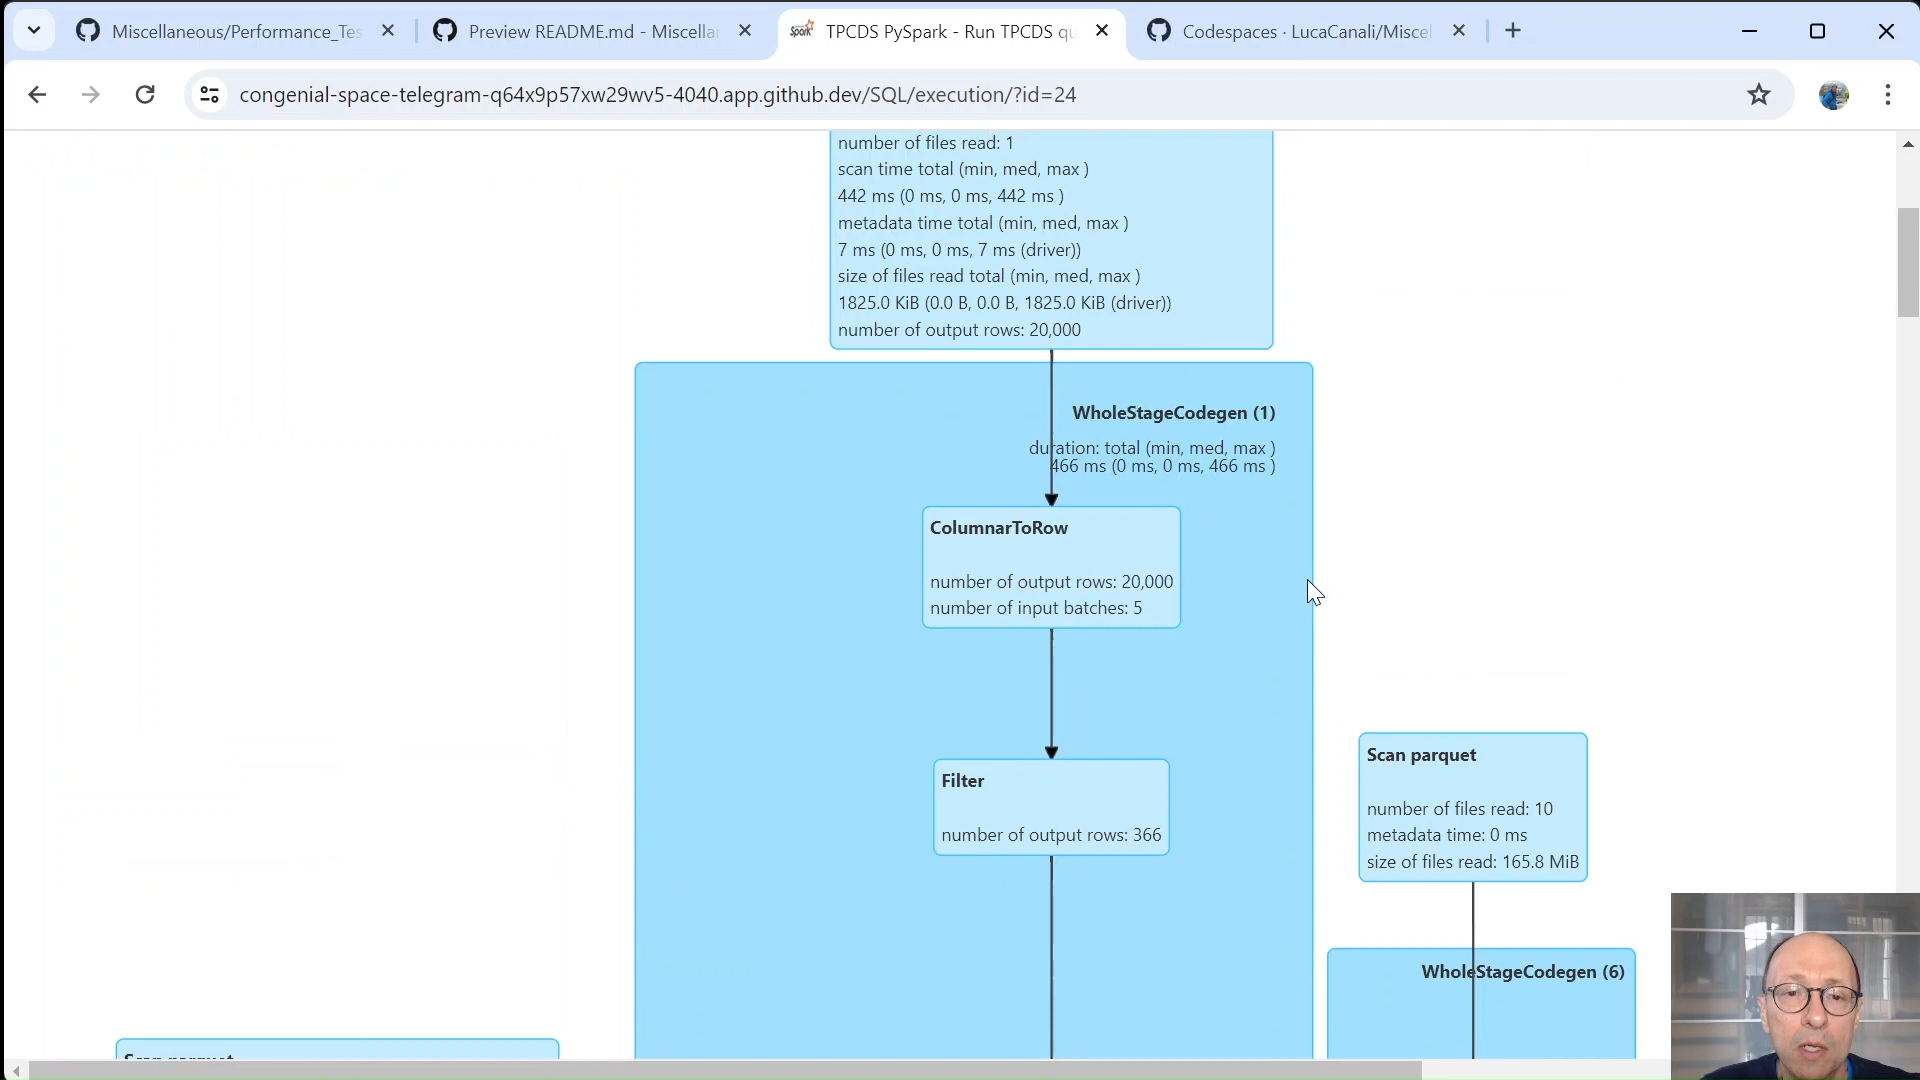 Miscellaneous/Performance_Tes
Preview README.md - Miscella
Spark
TPCDS PySpark - Run TPCDS qu
Codespaces · LucaCanali/Miscel
congenial-space-telegram-q64x9p57xw29wv5-4040.app.github.dev/SQL/execution/?id=24
number of files read: 1
scan time total (min, med, max )
442 ms (0 ms, 0 ms, 442 ms )
metadata time total (min, med, max )
7 ms (0 ms, 0 ms, 7 ms (driver))
size of files read total (min, med, max )
1825.0 KiB (0.0 B, 0.0 B, 1825.0 KiB (driver))
number of output rows: 20,000
WholeStageCodegen (1)
duration: total (min, med, max )
466 ms (0 ms, 0 ms, 466 ms )
ColumnarToRow
number of output rows: 20,000
number of input batches: 5
Filter
number of output rows: 366
Scan parquet
number of files read: 10
metadata time: 0 ms
size of files read: 165.8 MiB
WholeStageCodegen (6)
Scan parquet